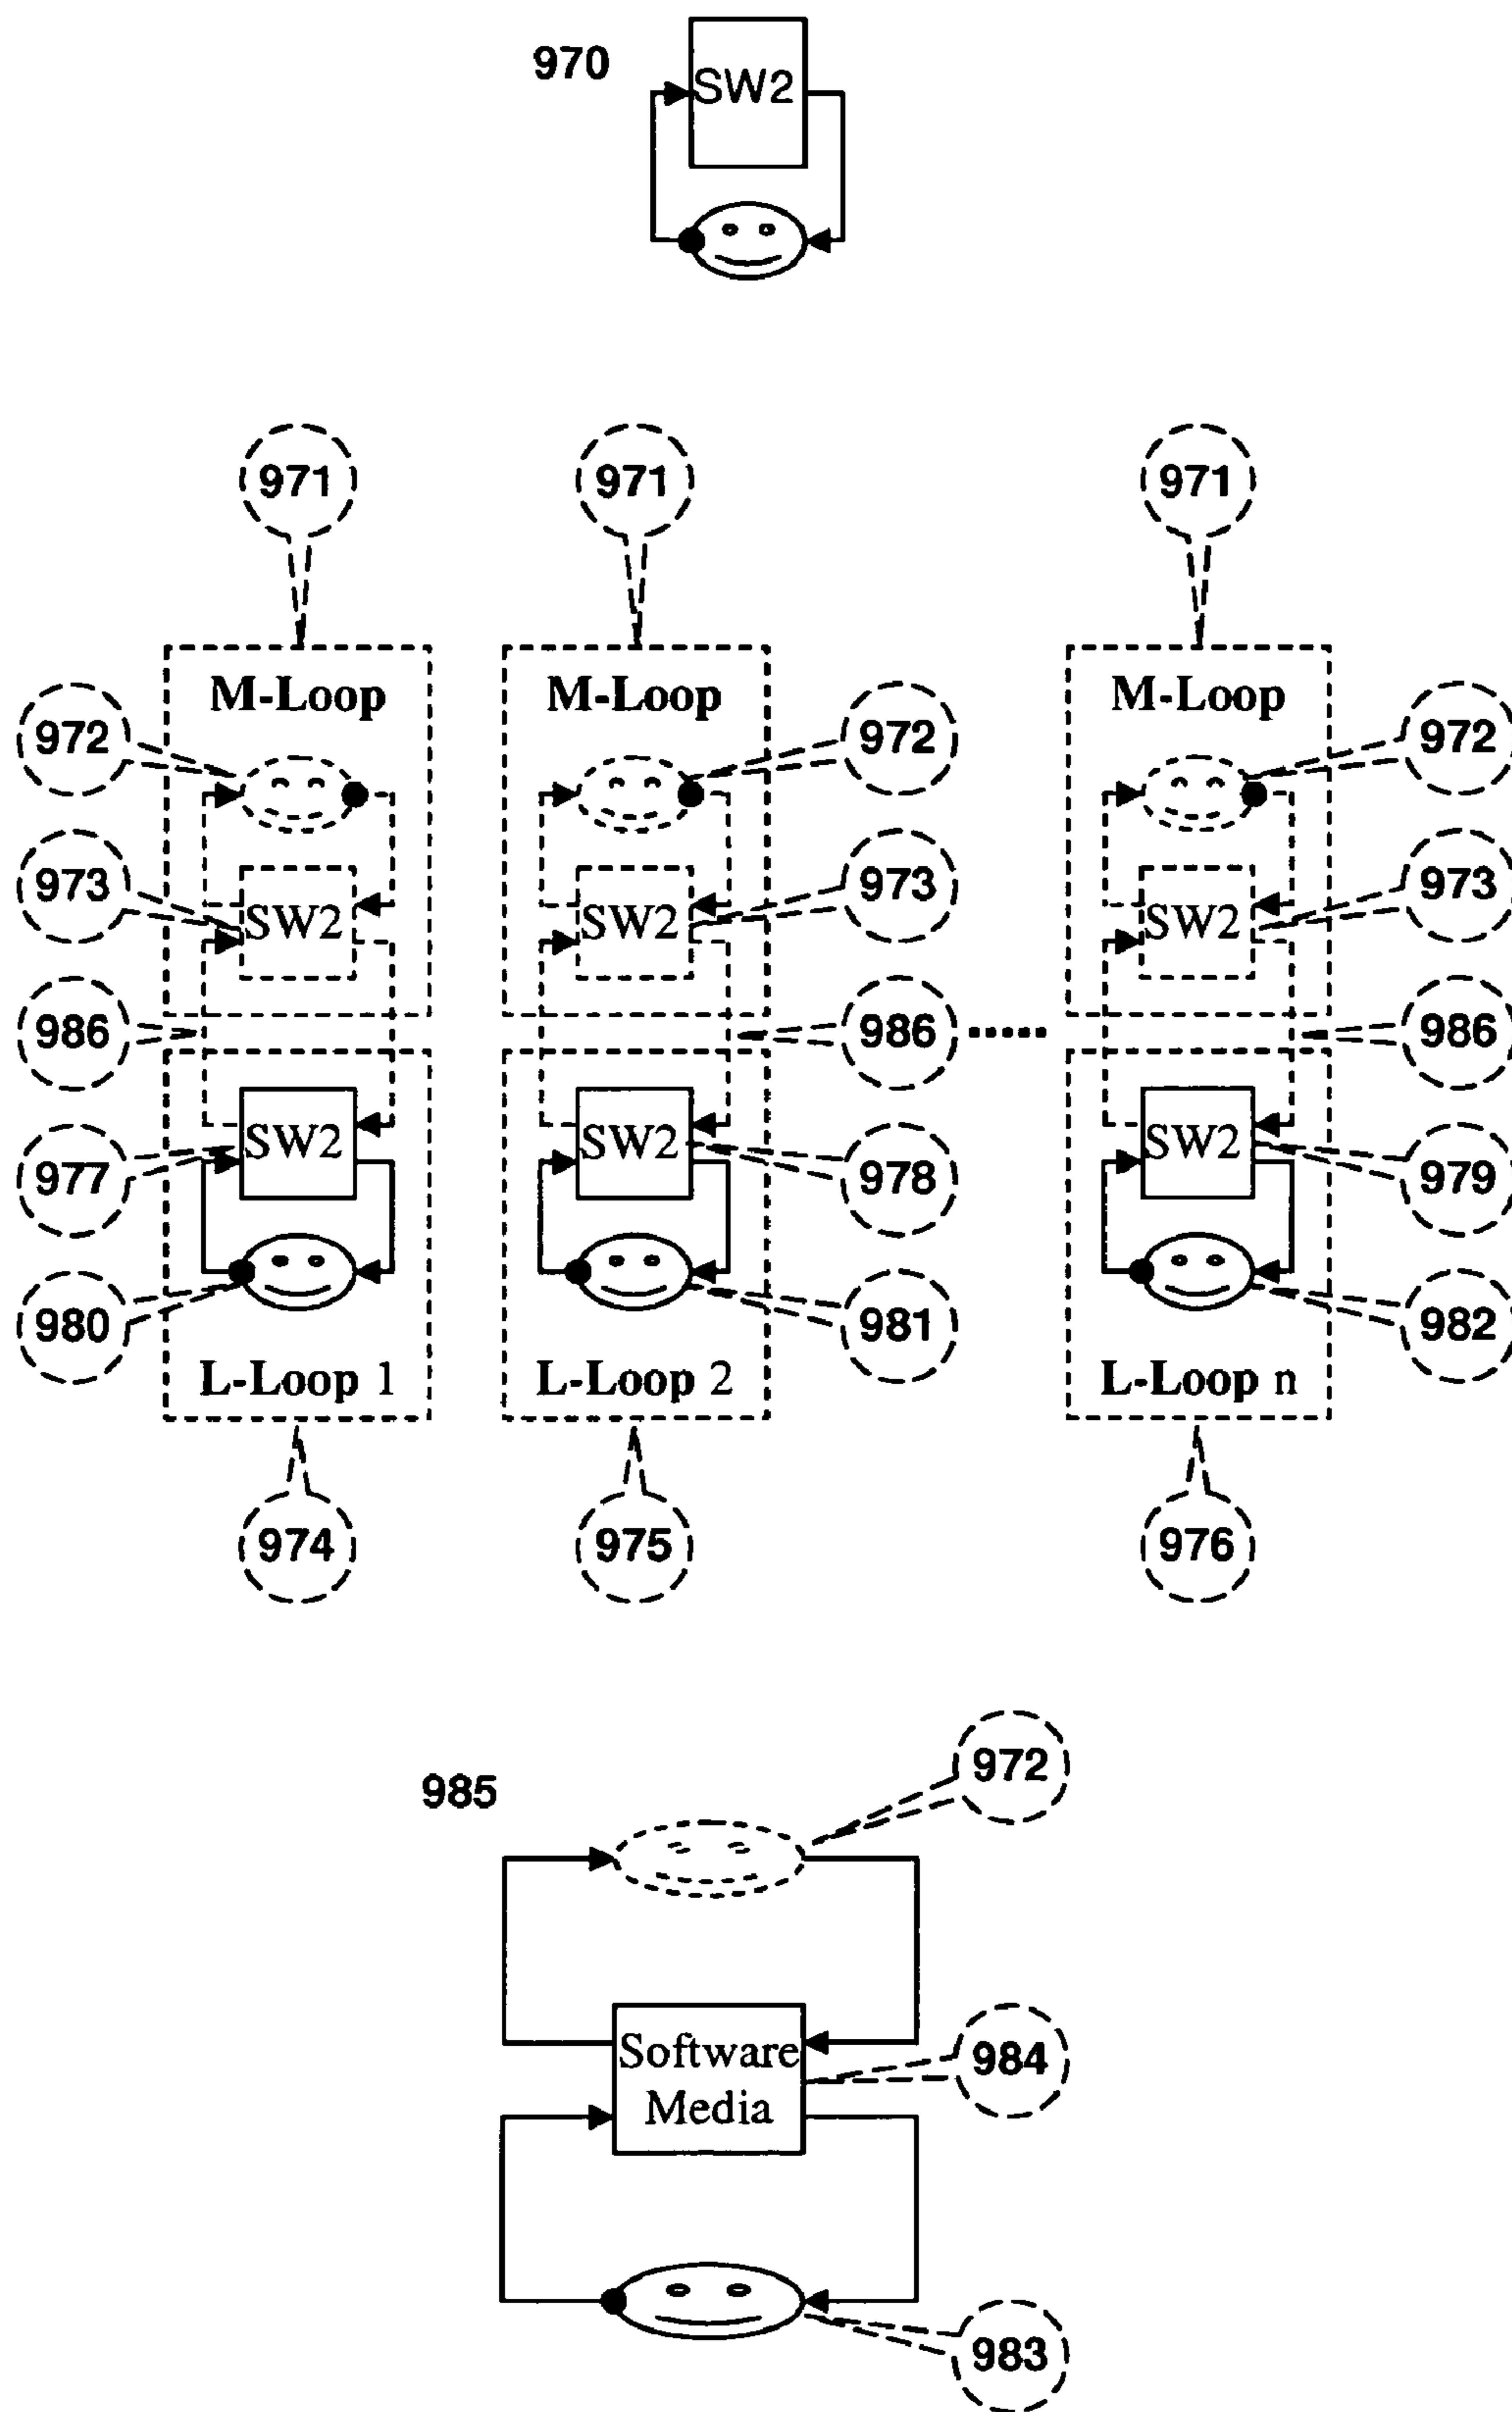 970
SW2
971 971 971
M-Loop M-Loop M-Loop
972 972 972
973 SW2 SW2 973 SW2 973
986 986 986
977 SW2 SW2 978 SW2 979
980 981 982
L-Loop 1 L-Loop 2 L-Loop n
974 975 976
985 972
Software
Media
984
983